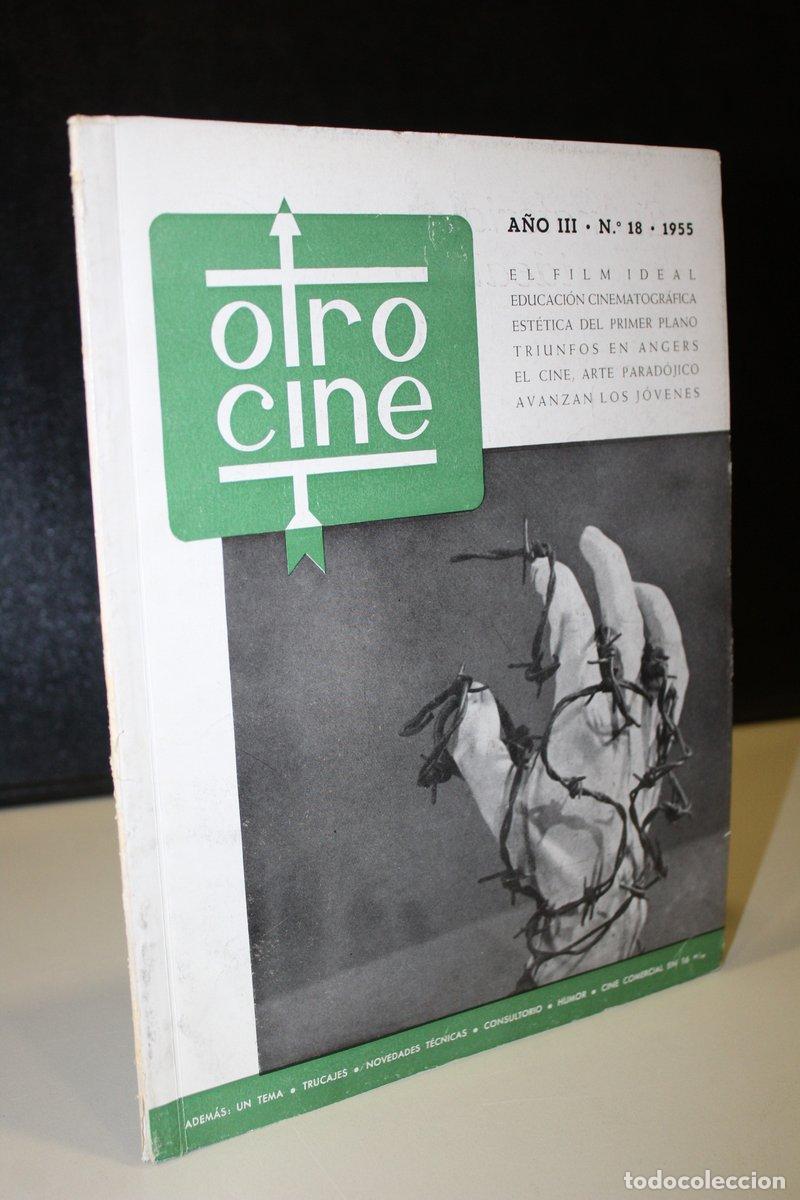 otro
cine
AÑO III • N.º 18 • 1955
EL FILM IDEAL
EDUCACIÓN CINEMATOGRÁFICA
ESTÉTICA DEL PRIMER PLANO
TRIUNFOS EN ANGERS
EL CINE, ARTE PARADÓJICO
AVANZAN LOS JÓVENES
ADEMÁS: UN TEMA • TRUCAJES • NOVEDADES TÉCNICAS • CONSULTORIO • HUMOR • CINE COMERCIAL EN 16 m/m
todocoleccion